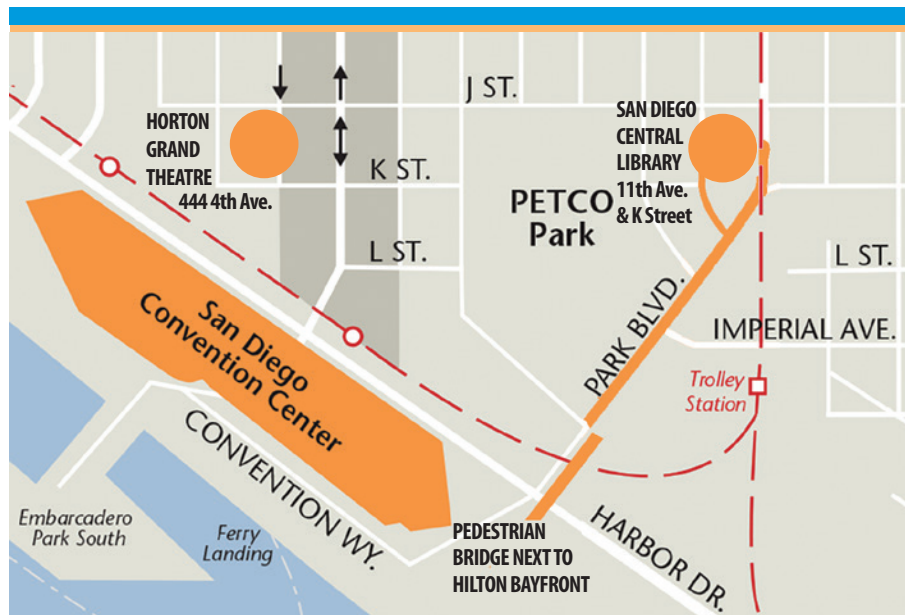 J ST.
HORTON
GRAND
THEATRE
444 4th Ave.
SAN DIEGO
CENTRAL
LIBRARY
11th Ave.
& K Street
K ST.
PETCO
Park
L ST.
L ST.
San Diego
Convention Center
PARK BLVD.
IMPERIAL AVE.
Trolley
Station
CONVENTION WY.
Embarcadero
Park South
Ferry
Landing
PEDESTRIAN
BRIDGE NEXT TO
HILTON BAYFRONT
HARBOR DR.